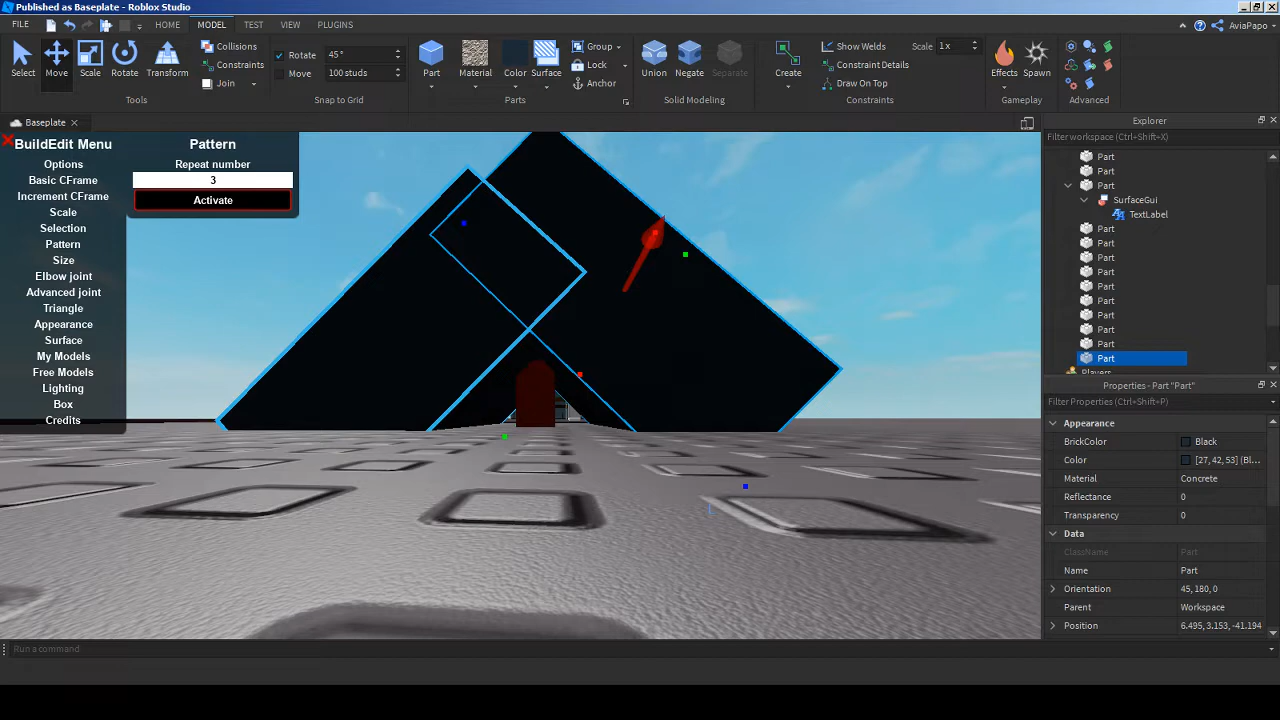 Published as Baseplate - Roblox Studio
FILE HOME MODEL TEST VIEW PLUGINS AviaPapo
Select Move Scale Rotate Transform
Collisions
Constraints
Join
Tools
Rotate 45°
Move 100 studs
Snap to Grid
Part Material Color Surface
Group
Lock
Anchor
Parts
Union Negate Separate
Solid Modeling
Create
Show Welds Scale 1x
Constraint Details
Draw On Top
Constraints
Effects Spawn
Gameplay
Advanced
Baseplate
BuildEdit Menu
Options
Basic CFrame
Increment CFrame
Scale
Selection
Pattern
Size
Elbow joint
Advanced joint
Triangle
Appearance
Surface
My Models
Free Models
Lighting
Box
Credits
Pattern
Repeat number
3
Activate
Explorer
Filter workspace (Ctrl+Shift+X)
Part
Part
Part
SurfaceGui
TextLabel
Part
Part
Part
Part
Part
Part
Part
Part
Part
Part
Players
Properties - Part "Part"
Filter Properties (Ctrl+Shift+P)
Appearance
BrickColor Black
Color [27, 42, 53] (Bl...
Material Concrete
Reflectance 0
Transparency 0
Data
ClassName Part
Name Part
Orientation 45, 180, 0
Parent Workspace
Position 6.495, 3.153, -41.194
Run a command